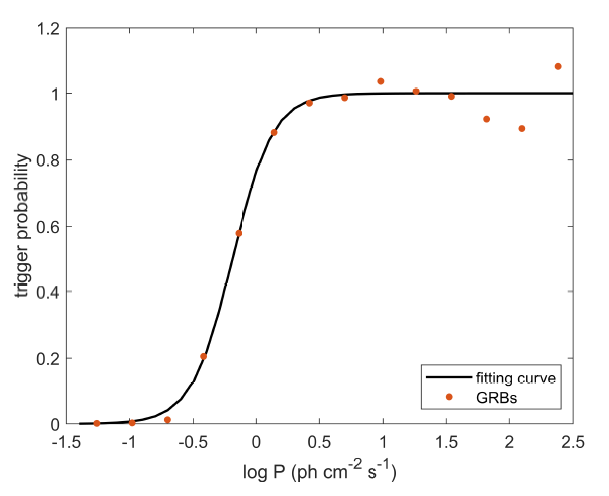 1.2
1
0.8
0.6
0.4
0.2
0
-1.5 -1 -0.5 0 0.5 1 1.5 2 2.5
trigger probability
log P (ph cm⁻² s⁻¹)
fitting curve
GRBs